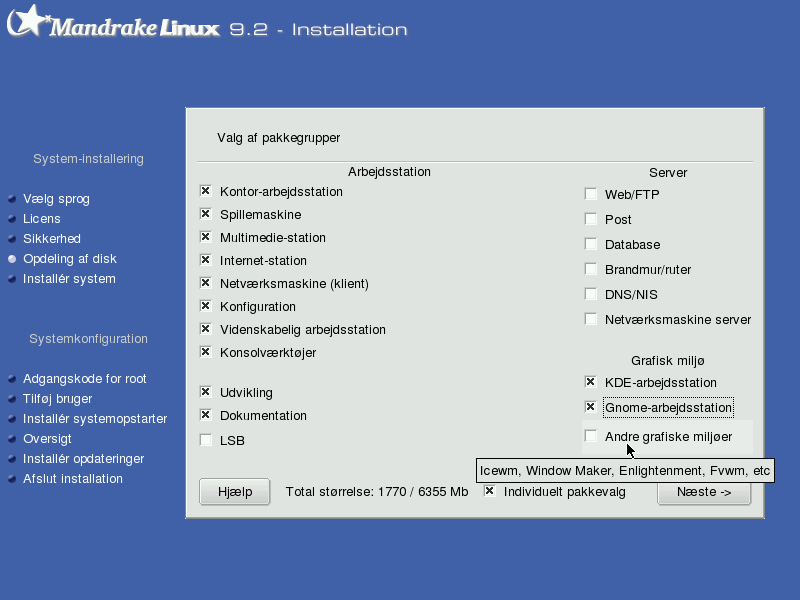 MandrakeLinux 9.2 - Installation
System-installering
Vælg sprog
Licens
Sikkerhed
Opdeling af disk
Installér system
Systemkonfiguration
Adgangskode for root
Tilføj bruger
Installér systemopstarter
Oversigt
Installér opdateringer
Afslut installation
Valg af pakkegrupper
Arbejdsstation
Kontor-arbejdsstation
Spillemaskine
Multimedie-station
Internet-station
Netværksmaskine (klient)
Konfiguration
Videnskabelig arbejdsstation
Konsolværktøjer
Udvikling
Dokumentation
LSB
Server
Web/FTP
Post
Database
Brandmur/ruter
DNS/NIS
Netværksmaskine server
Grafisk miljø
KDE-arbejdsstation
Gnome-arbejdsstation
Andre grafiske miljøer
Icewm, Window Maker, Enlightenment, Fvwm, etc
Hjælp
Total størrelse: 1770 / 6355 Mb
Individuelt pakkevalg
Næste ->